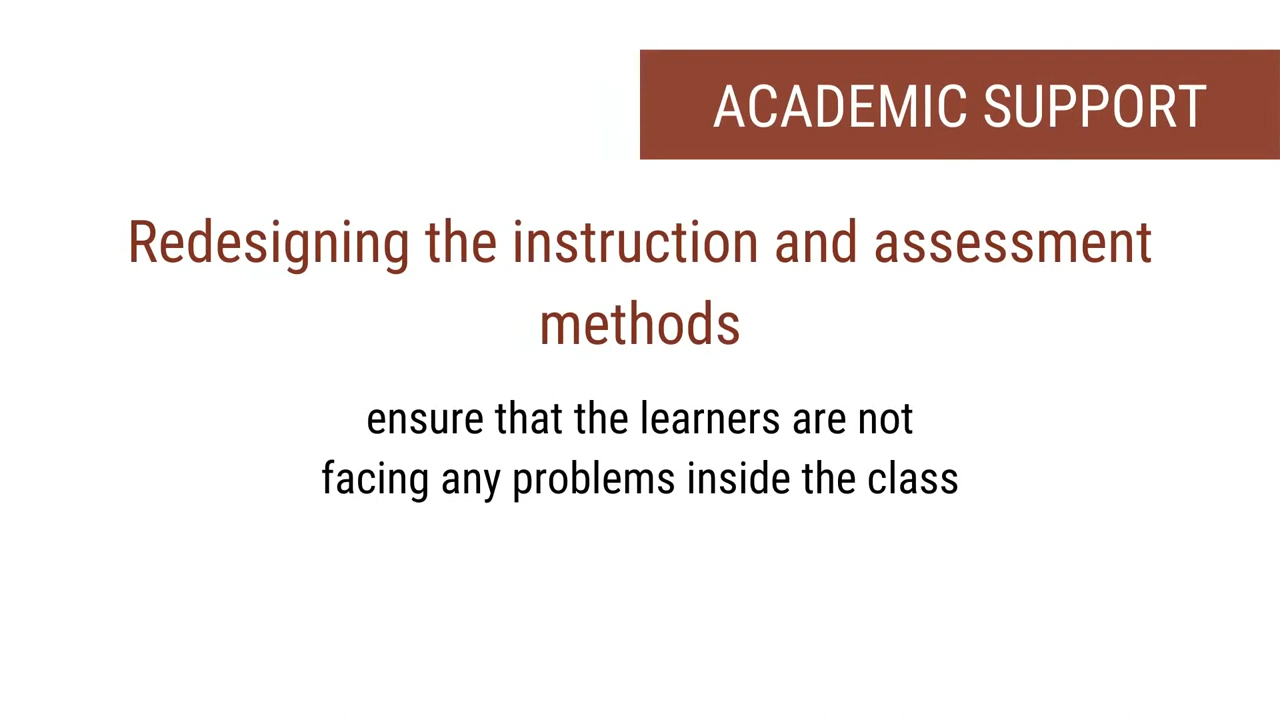 ACADEMIC SUPPORT
Redesigning the instruction and assessment
methods
ensure that the learners are not
facing any problems inside the class